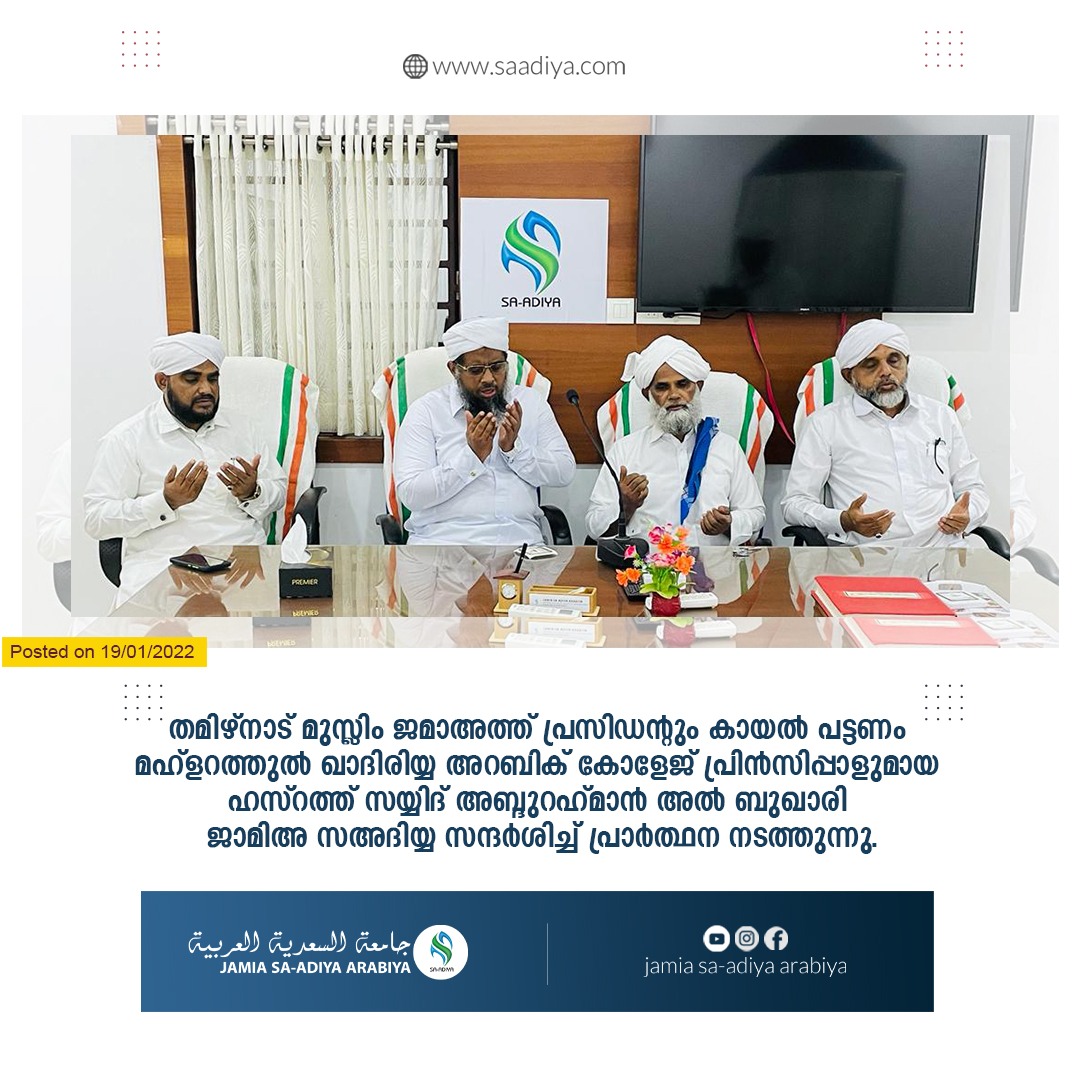 www.saadiya.com
SA-ADIYA
PREMIER
Posted on 19/01/2022
തമിഴ്നാട് മുസ്ലിം ജമാഅത്ത് പ്രസിഡന്റും കായൽ പട്ടണം
മഹ്ളറത്തുൽ ഖാദിരിയ്യ അറബിക് കോളേജ് പ്രിൻസിപ്പാളുമായ
ഹസ്റത്ത് സയ്യിദ് അബ്ദുറഹ്മാൻ അൽ ബുഖാരി
ജാമിഅ സഅദിയ്യ സന്ദർശിച്ച് പ്രാർത്ഥന നടത്തുന്നു.
جامعة السعدية العربية
JAMIA SA-ADIYA ARABIYA
SA-ADIYA
jamia sa-adiya arabiya